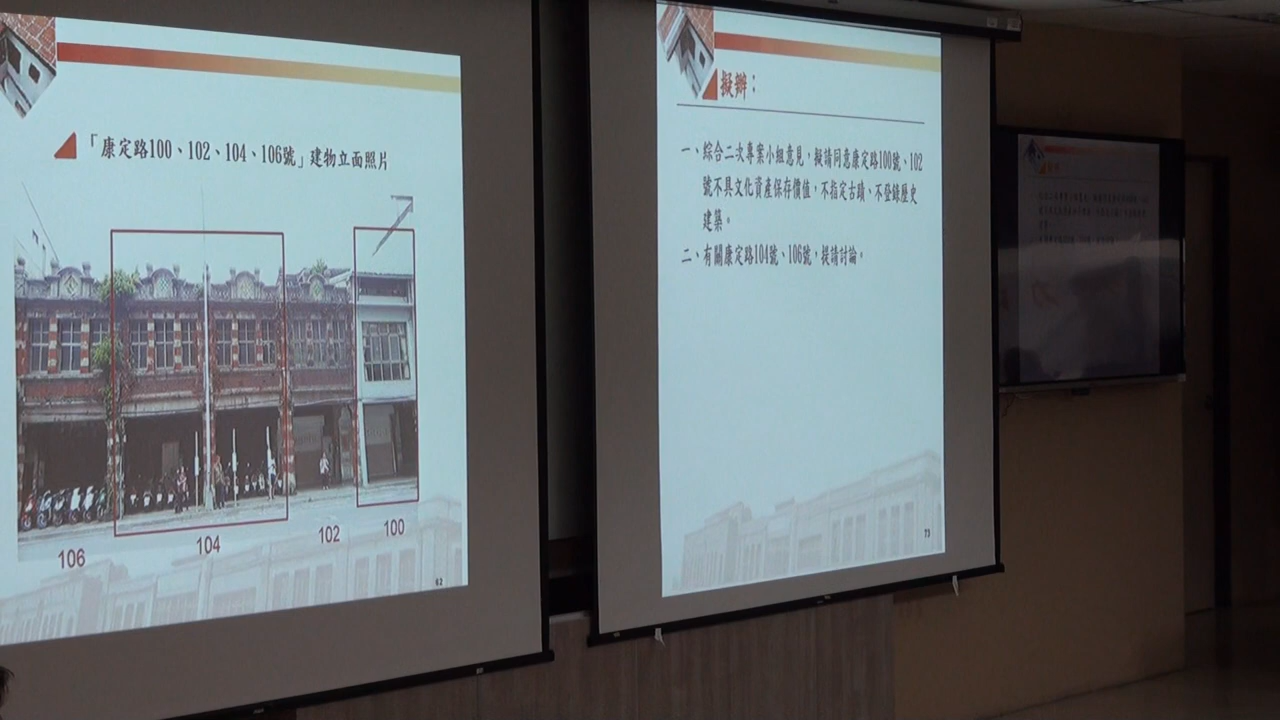 「康定路100、102、104、106號」建物立面照片
106
104
102
100
62
擬辦：
一、綜合二次專案小組意見，擬請同意康定路100號、102
號不具文化資產保存價值，不指定古蹟、不登錄歷史
建築。
二、有關康定路104號、106號，提請討論。
73